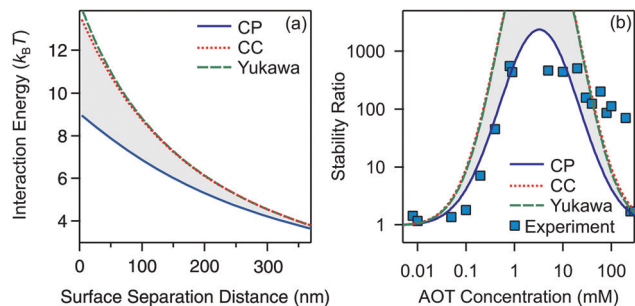 (a)
CP
CC
Yukawa
Interaction Energy (kBT)
12
10
8
6
4
0
100
200
300
Surface Separation Distance (nm)
(b)
Stability Ratio
1000
100
10
1
CP
CC
Yukawa
Experiment
0.01
0.1
1
10
100
AOT Concentration (mM)